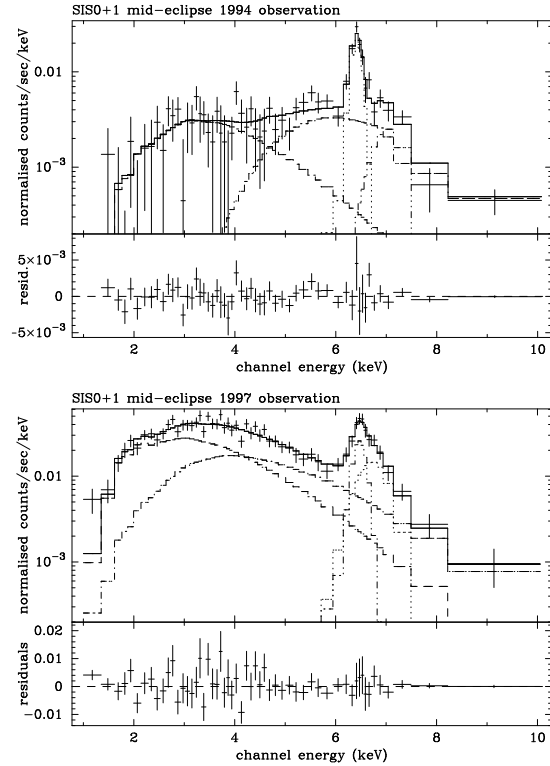 SIS0+1 mid-eclipse 1994 observation
normalised counts/sec/keV
0.01
10⁻³
resid.
5×10⁻³
0
-5×10⁻³
2 4 6 8 10
channel energy (keV)
SIS0+1 mid-eclipse 1997 observation
normalised counts/sec/keV
0.01
10⁻³
residuals
0.02
0.01
0
-0.01
2 4 6 8 10
channel energy (keV)